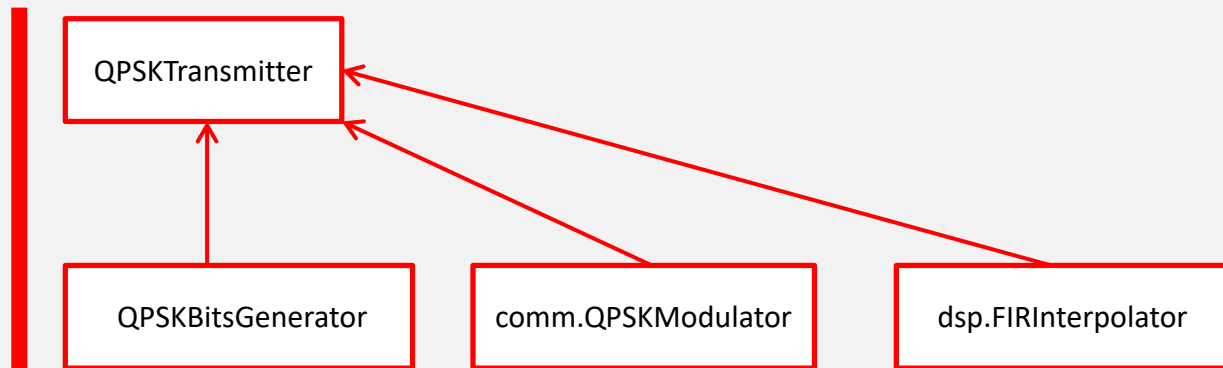 QPSKTransmitter
QPSKBitsGenerator
comm.QPSKModulator
dsp.FIRInterpolator